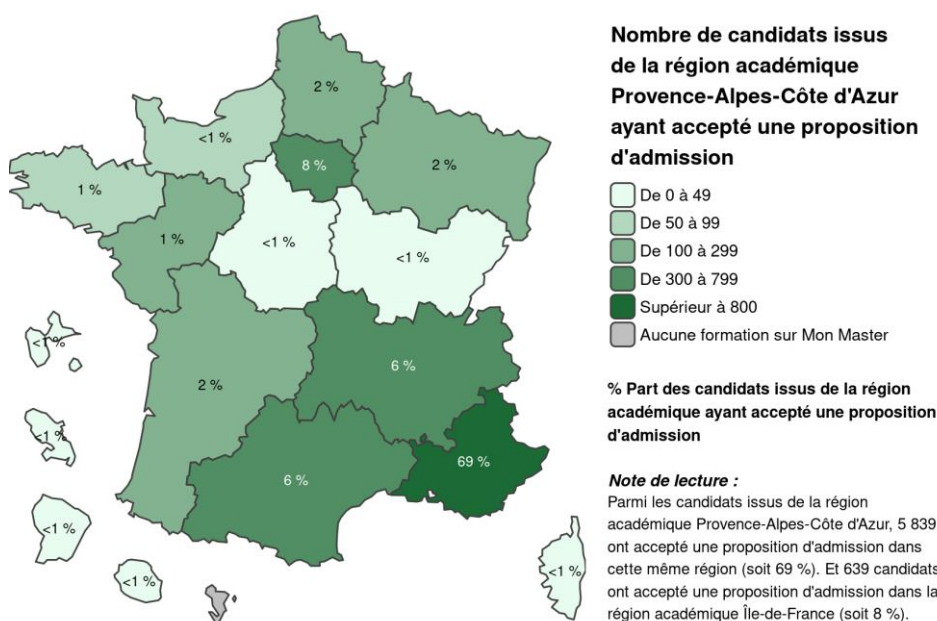 Nombre de candidats issus
de la région académique
Provence-Alpes-Côte d'Azur
ayant accepté une proposition
d'admission
De 0 à 49
De 50 à 99
De 100 à 299
De 300 à 799
Supérieur à 800
Aucune formation sur Mon Master
% Part des candidats issus de la région
académique ayant accepté une proposition
d'admission
Note de lecture :
Parmi les candidats issus de la région
académique Provence-Alpes-Côte d'Azur, 5 839
ont accepté une proposition d'admission dans
cette même région (soit 69 %). Et 639 candidats
ont accepté une proposition d'admission dans la
région académique Île-de-France (soit 8 %).
2 %
<1 %
8 %
2 %
1 %
1 %
<1 %
<1 %
<1 %
2 %
6 %
<1 %
69 %
6 %
<1 %
<1 %
<1 %